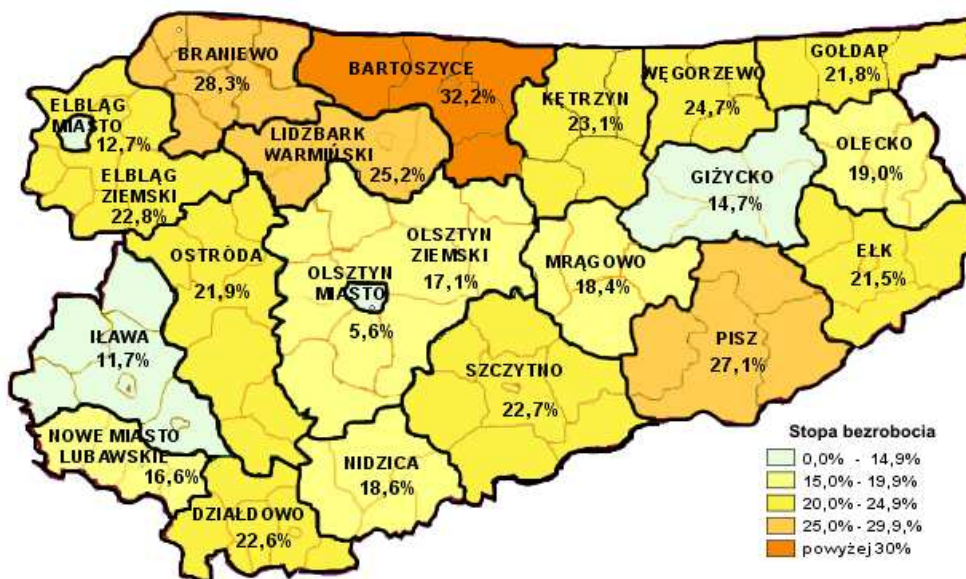 BRANIEWO
28,3%
BARTOSZYCE
32,2%
KĘTRZYN
23,1%
WĘGORZEWO
24,7%
GOŁDAP
21,8%
ELBLĄG
MIASTO
12,7%
LIDZBARK
WARMIŃSKI
25,2%
OLECKO
19,0%
GIŻYCKO
14,7%
ELBLĄG
ZIEMSKI
22,8%
OSTRÓDA
21,9%
OLSZTYN
ZIEMSKI
17,1%
OLSZTYN
MIASTO
5,6%
MRĄGOWO
18,4%
EŁK
21,5%
IŁAWA
11,7%
PISZ
27,1%
SZCZYTNO
22,7%
NOWE MIASTO
LUBAWSKIE
16,6%
NIDZICA
18,6%
DZIAŁDOWO
22,6%
Stopa bezrobocia
0,0% - 14,9%
15,0% - 19,9%
20,0% - 24,9%
25,0% - 29,9,%
powyżej 30%